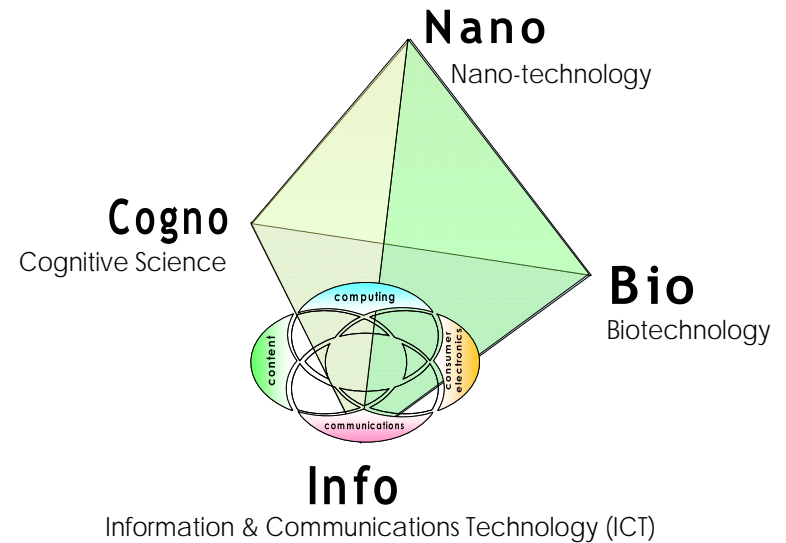 Nano
Nano-technology
Cogno
Cognitive Science
Bio
Biotechnology
computing
content
consumer
electronics
communications
Info
Information & Communications Technology (ICT)